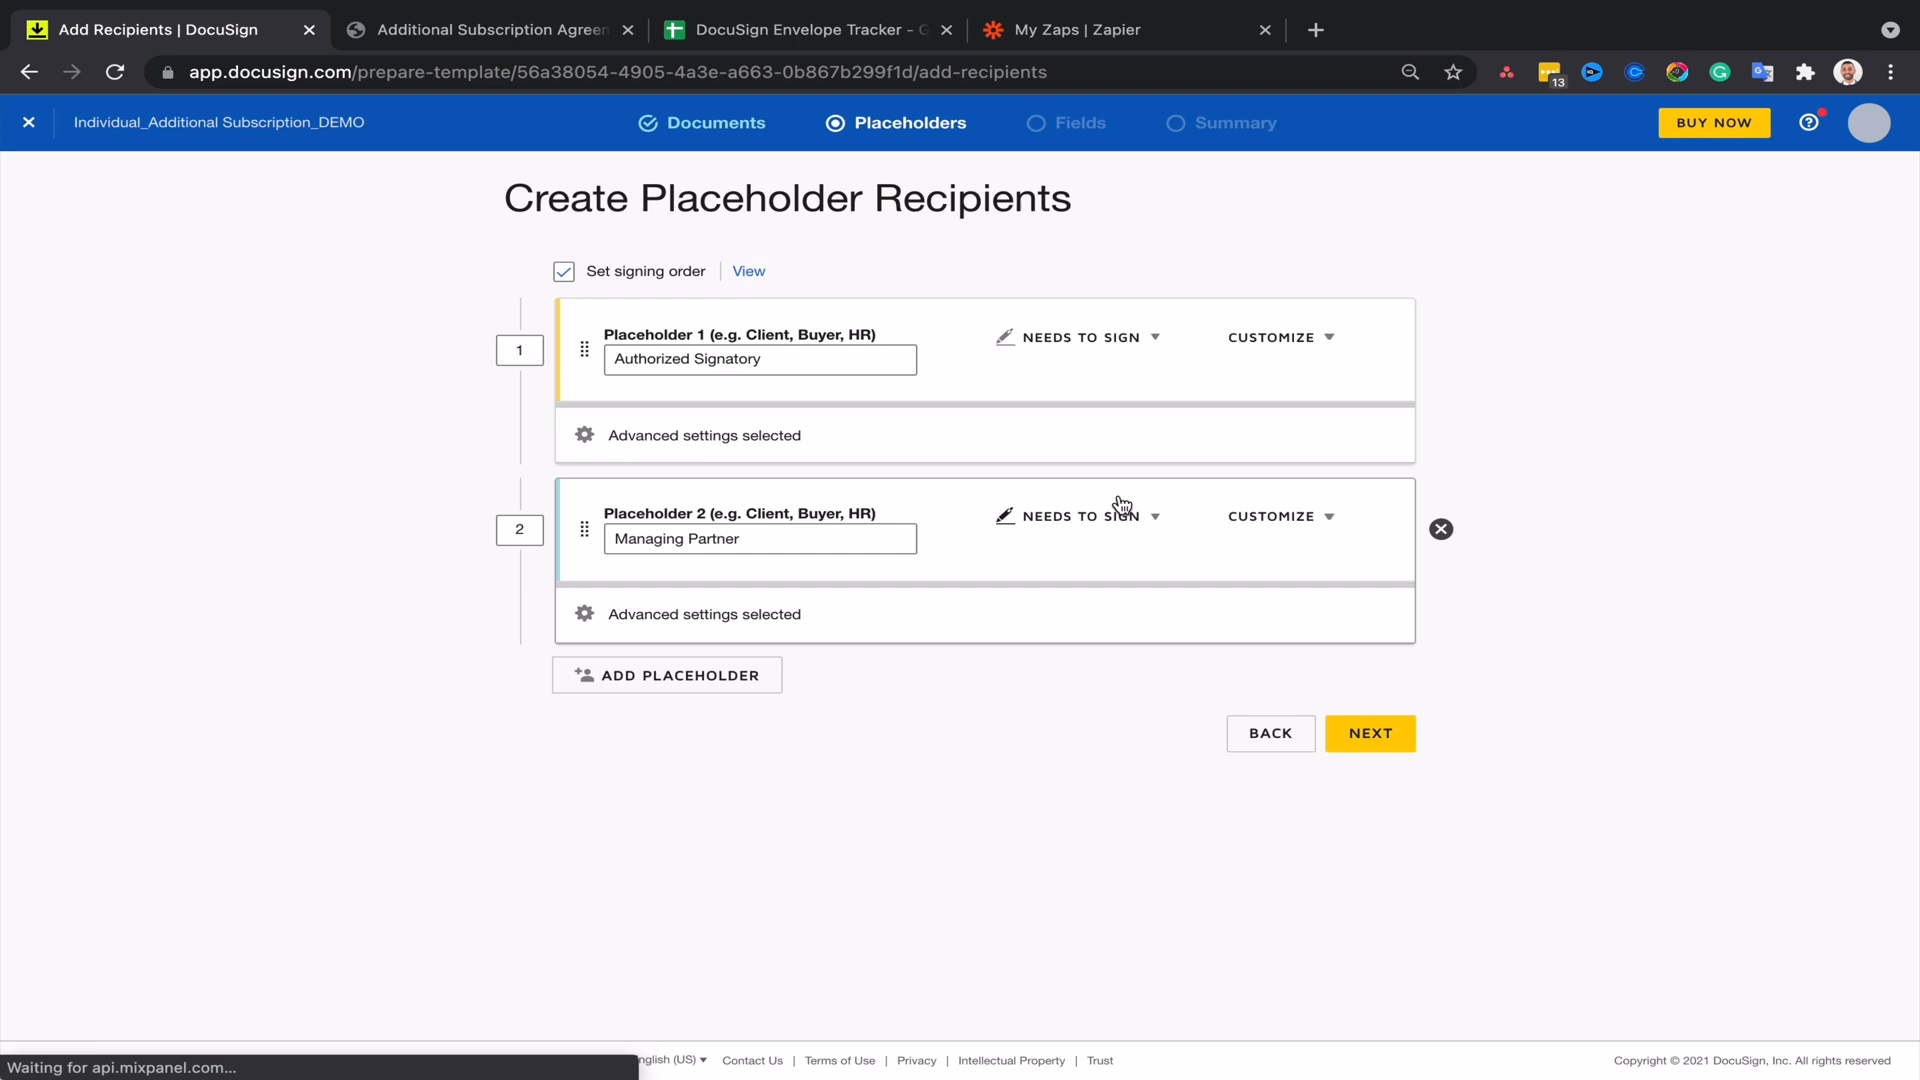 Add Recipients | DocuSign
Additional Subscription Agreem
DocuSign Envelope Tracker - G
My Zaps | Zapier
app.docusign.com/prepare-template/56a38054-4905-4a3e-a663-0b867b299f1d/add-recipients
13
Individual_Additional Subscription_DEMO
Documents
Placeholders
Fields
Summary
BUY NOW
Create Placeholder Recipients
Set signing order
View
1
Placeholder 1 (e.g. Client, Buyer, HR)
Authorized Signatory
NEEDS TO SIGN
CUSTOMIZE
Advanced settings selected
2
Placeholder 2 (e.g. Client, Buyer, HR)
Managing Partner
NEEDS TO SIGN
CUSTOMIZE
Advanced settings selected
ADD PLACEHOLDER
BACK
NEXT
Waiting for api.mixpanel.com...
nglish (US)
Contact Us | Terms of Use | Privacy | Intellectual Property | Trust
Copyright © 2021 DocuSign, Inc. All rights reserved